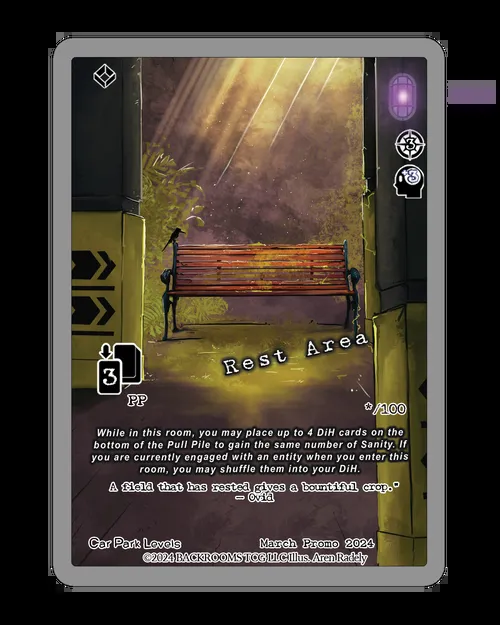 3
3
3
PP
Rest Area
*/100
While in this room, you may place up to 4 DiH cards on the
bottom of the Pull Pile to gain the same number of Sanity. If
you are currently engaged with an entity when you enter this
room, you may shuffle them into your DiH.
A field that has rested gives a bountiful crop."
— Ovid
Car Park Levels March Promo 2024
©2024 BACKROOMS TCG LLC Illus. Aren Radely